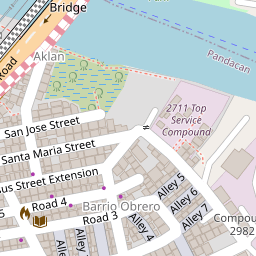 Bridge
Aklan
Road
Pandacan
2711 Top
Service
Compound
San Jose Street
Santa Maria Street
sus Street Extension
Barrio Obrero
Road 4
Road 3
Alley 4
Alley 5
Alley 6
Alley 7
Compou
2982